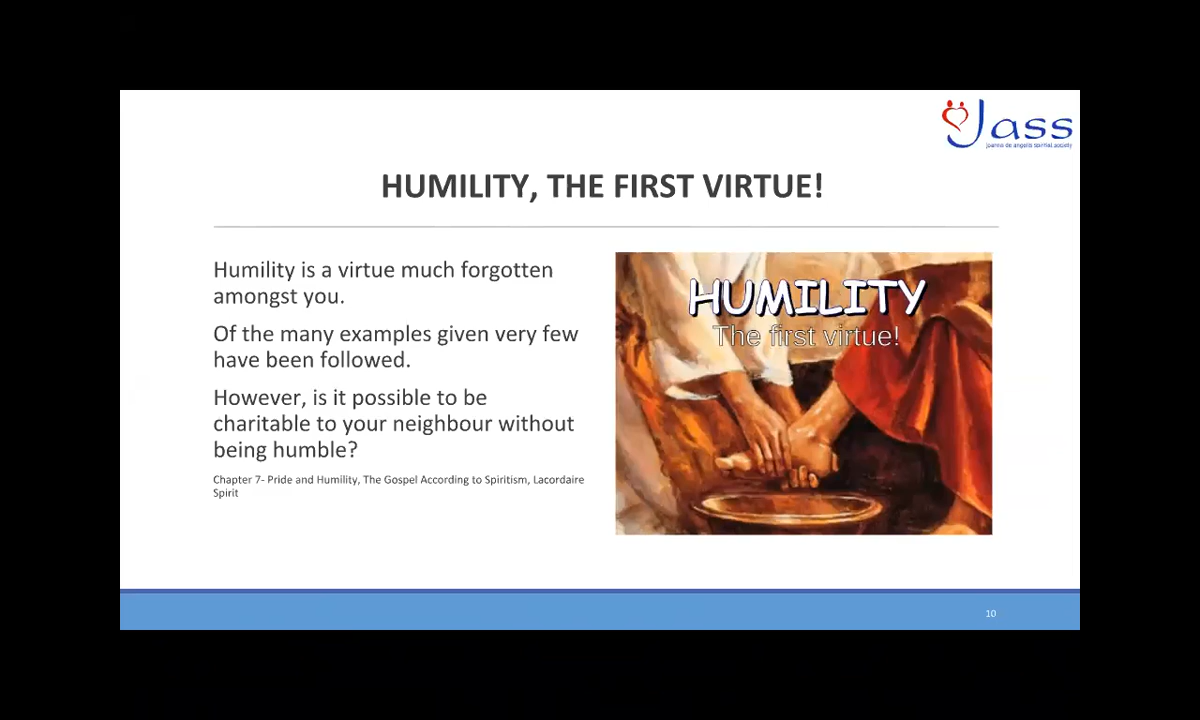 Jass
joanna de angelis spiritist society
HUMILITY, THE FIRST VIRTUE!
Humility is a virtue much forgotten
amongst you.
Of the many examples given very few
have been followed.
However, is it possible to be
charitable to your neighbour without
being humble?
Chapter 7- Pride and Humility, The Gospel According to Spiritism, Lacordaire
Spirit
HUMILITY
The first virtue!
10